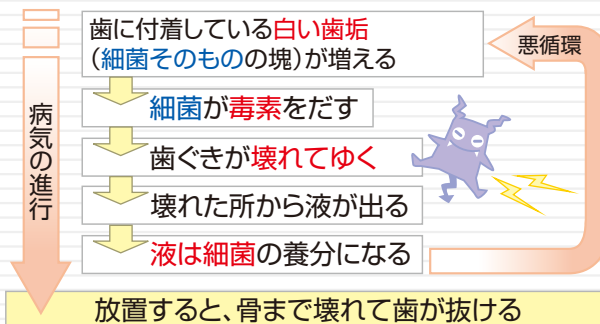 歯に付着している白い歯垢
（細菌そのものの塊）が増える
悪循環
細菌が毒素をだす
歯ぐきが壊れてゆく
壊れた所から液が出る
液は細菌の養分になる
病気の進行
放置すると、骨まで壊れて歯が抜ける